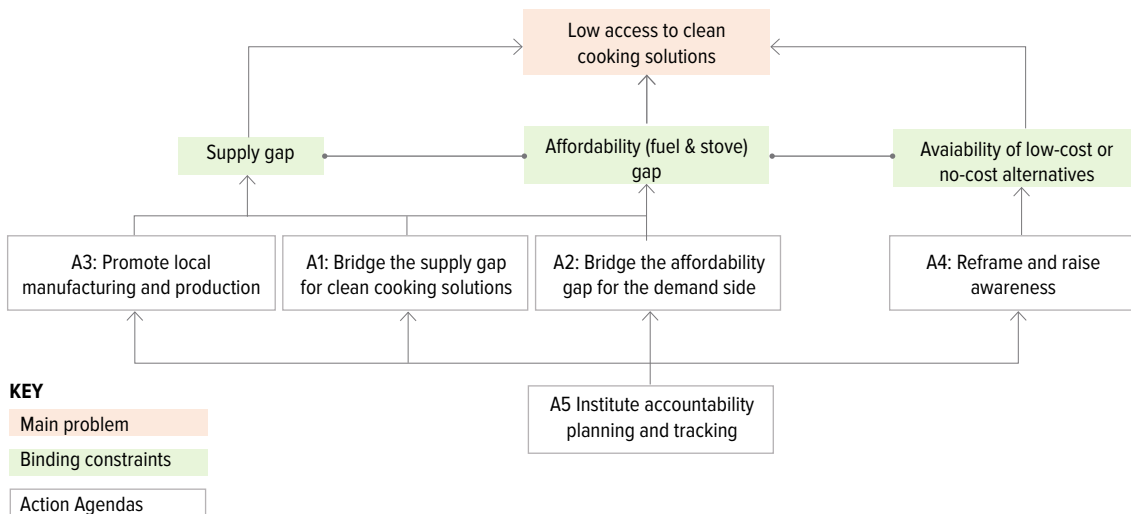 Low access to clean
cooking solutions
Supply gap
Affordability (fuel & stove)
gap
Avaiability of low-cost or
no-cost alternatives
A3: Promote local
manufacturing and production
A1: Bridge the supply gap
for clean cooking solutions
A2: Bridge the affordability
gap for the demand side
A4: Reframe and raise
awareness
A5 Institute accountability
planning and tracking
KEY
Main problem
Binding constraints
Action Agendas